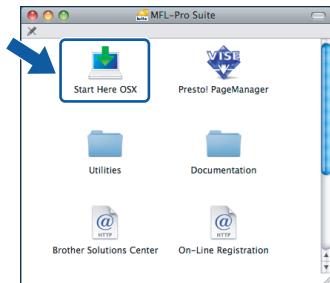 MFL-Pro Suite
VISE
Start Here OSX
Presto! PageManager
Utilities
Documentation
@
HTTP
@
HTTP
Brother Solutions Center
On-Line Registration